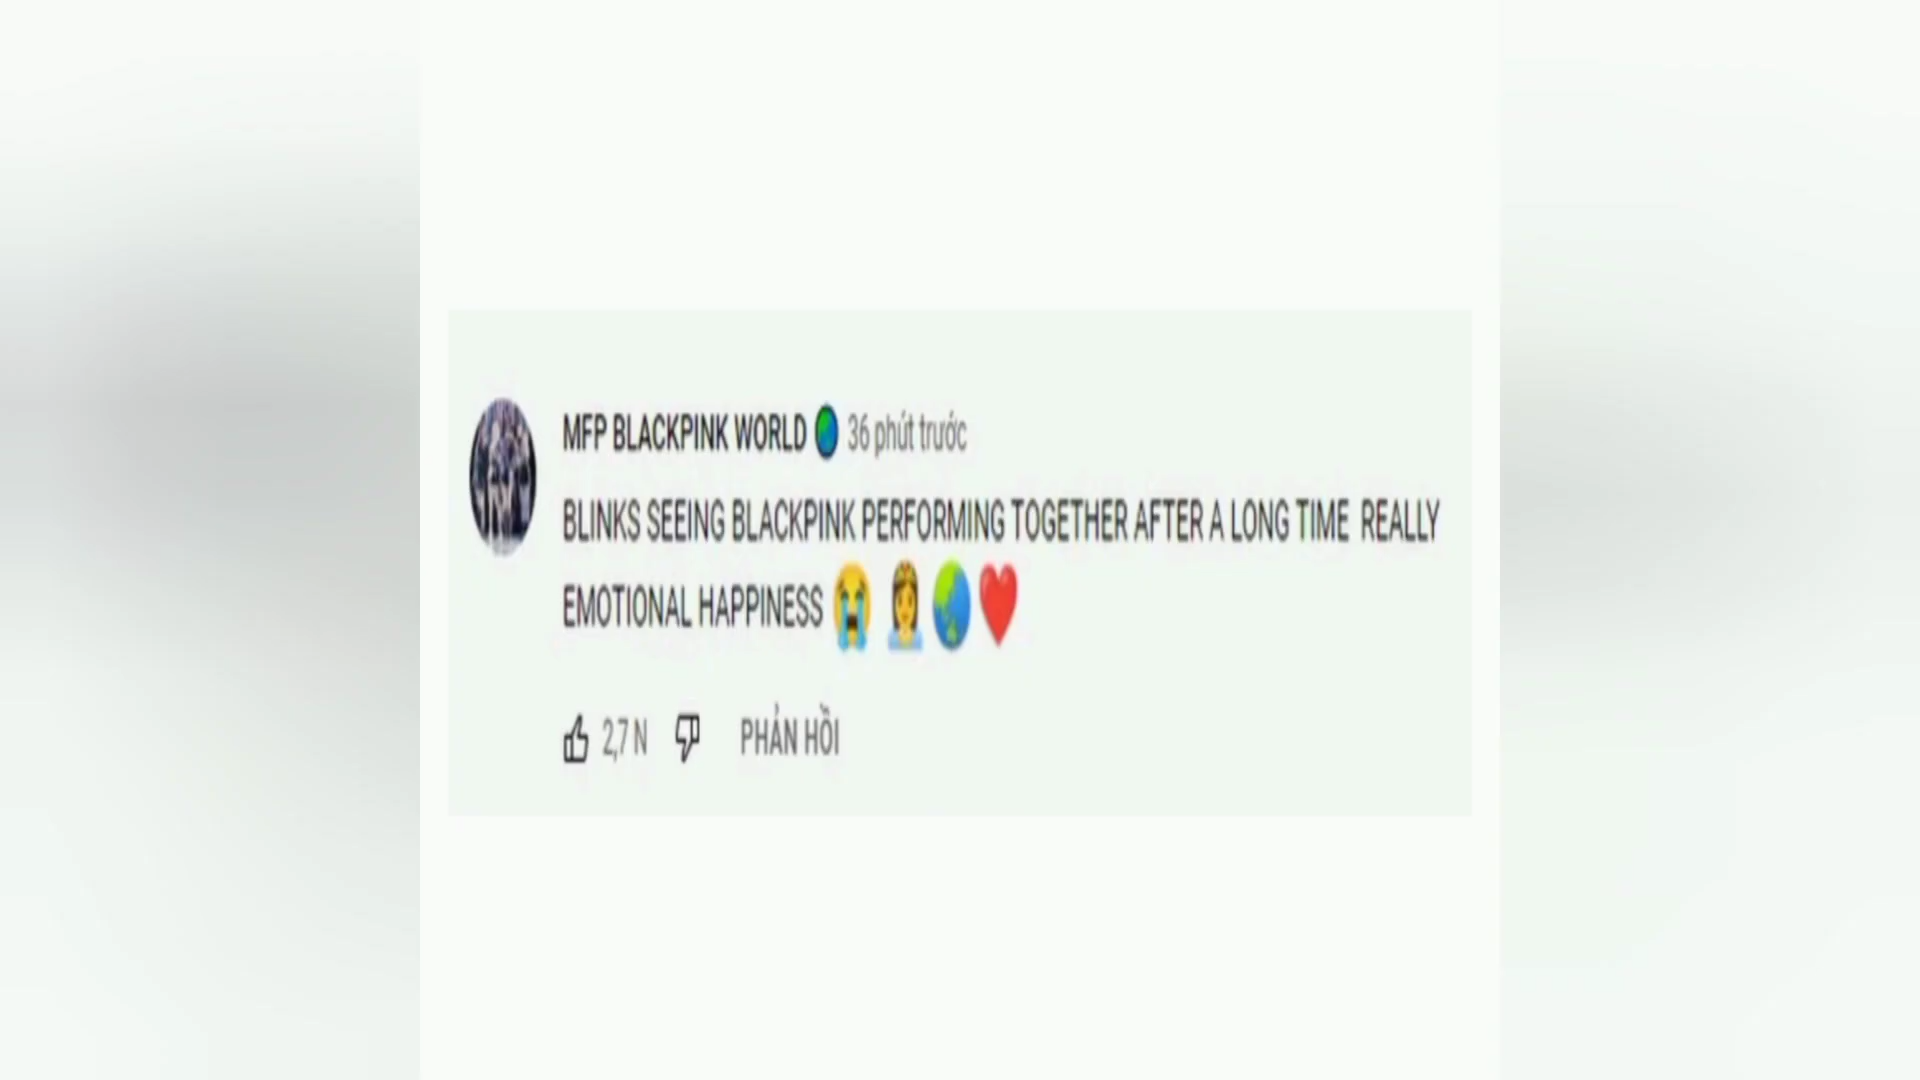 MFP BLACKPINK WORLD 🌏 36 phút trước
BLINKS SEEING BLACKPINK PERFORMING TOGETHER AFTER A LONG TIME REALLY
EMOTIONAL HAPPINESS 😭 👸 🌏❤️
2,7 N PHẢN HỒI